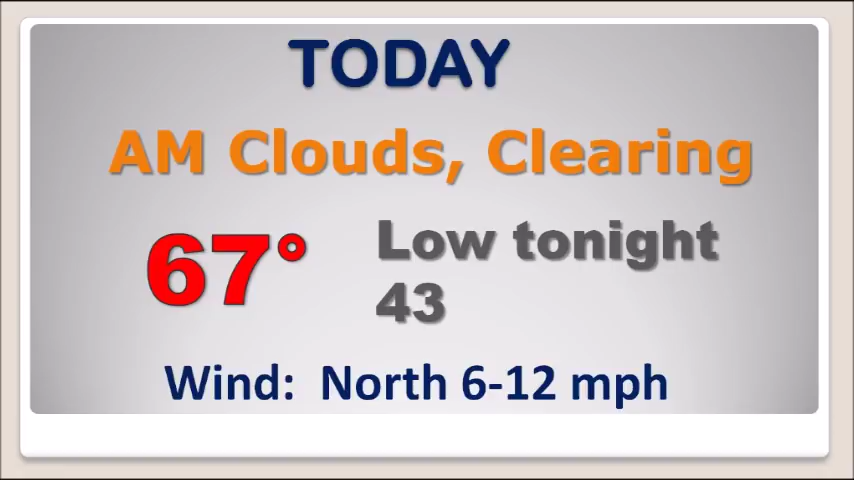 TODAY
AM Clouds, Clearing
67°
Low tonight
43
Wind: North 6-12 mph